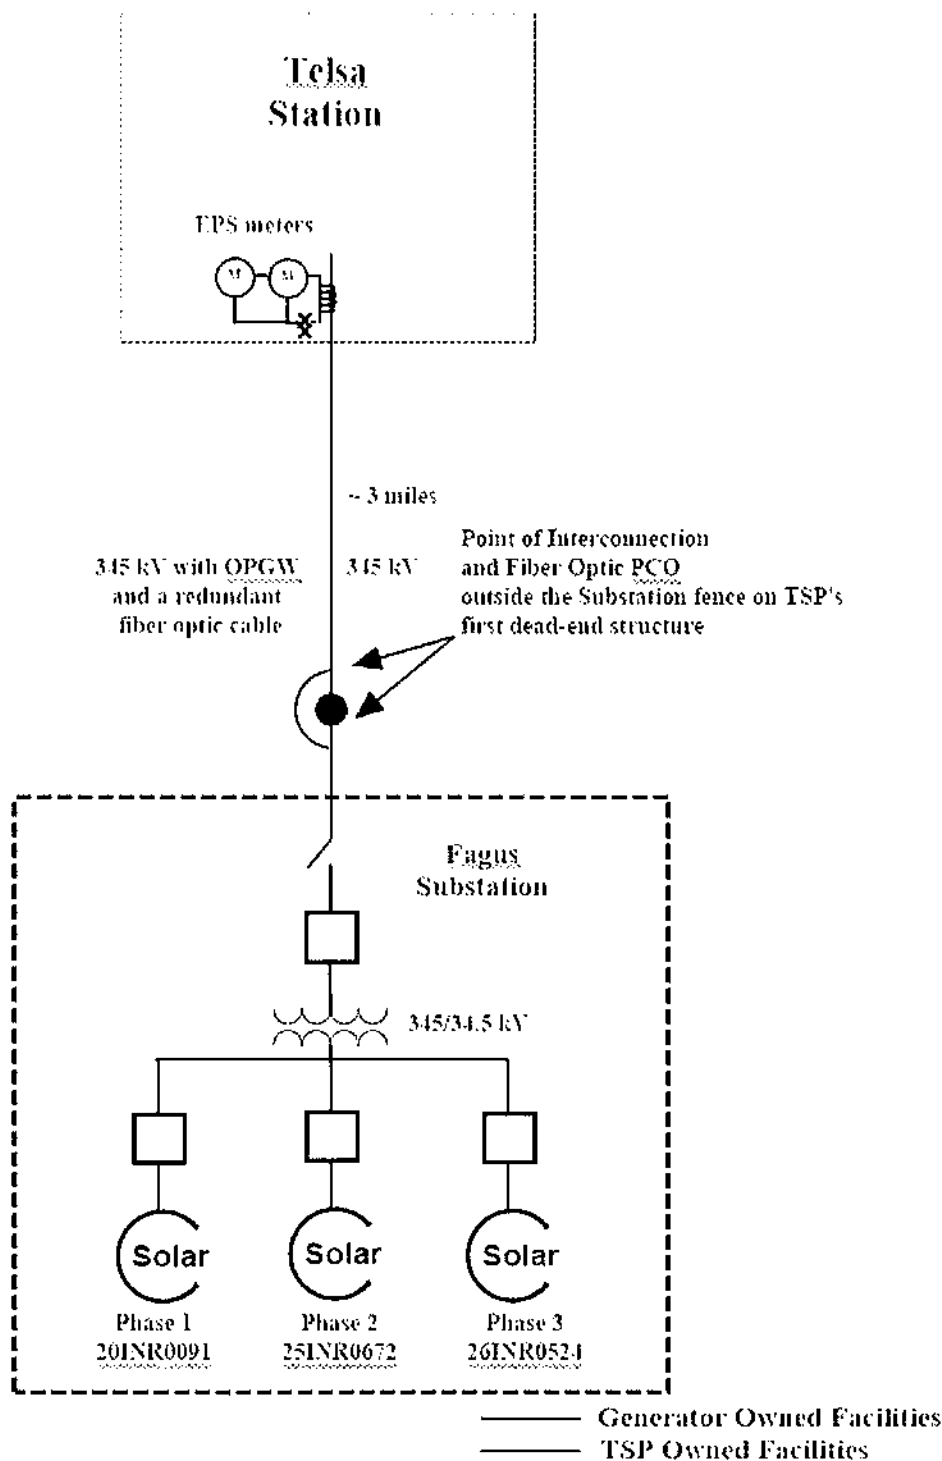 Telsa
Station
EPS meters
M M
~ 3 miles
Point of Interconnection
and Fiber Optic PCO
outside the Substation fence on TSP's
first dead-end structure
345 kV with OPGW
and a redundant
fiber optic cable
345 kV
Fagus
Substation
345/34.5 kV
Solar Solar Solar
Phase 1 Phase 2 Phase 3
20INR0091 25INR0672 26INR0524
Generator Owned Facilities
TSP Owned Facilities